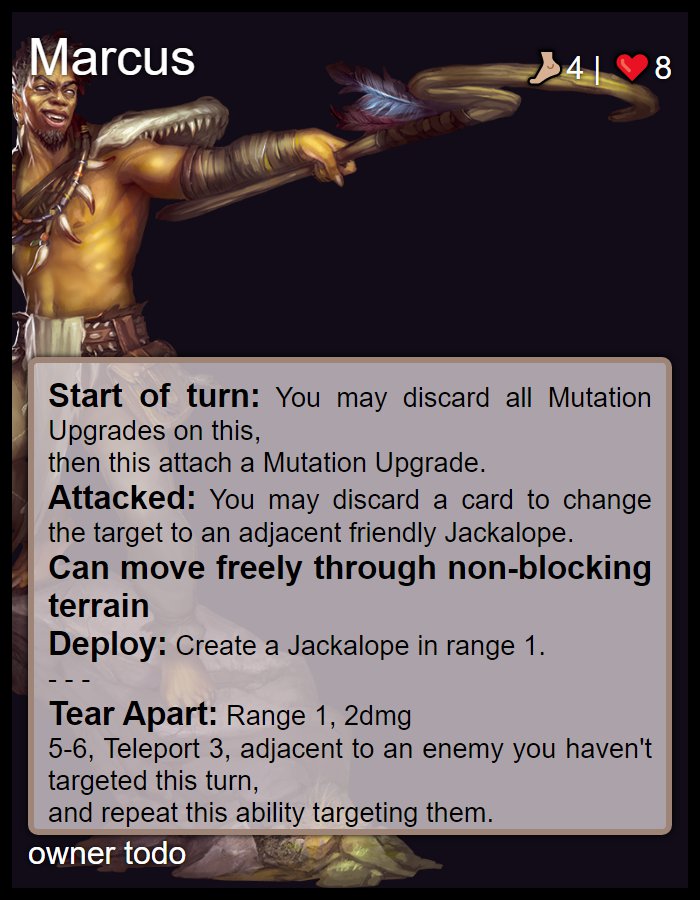 Marcus
4 | 8
Start of turn: You may discard all Mutation
Upgrades on this,
then this attach a Mutation Upgrade.
Attacked: You may discard a card to change
the target to an adjacent friendly Jackalope.
Can move freely through non-blocking
terrain
Deploy: Create a Jackalope in range 1.
- - -
Tear Apart: Range 1, 2dmg
5-6, Teleport 3, adjacent to an enemy you haven't
targeted this turn,
and repeat this ability targeting them.
owner todo